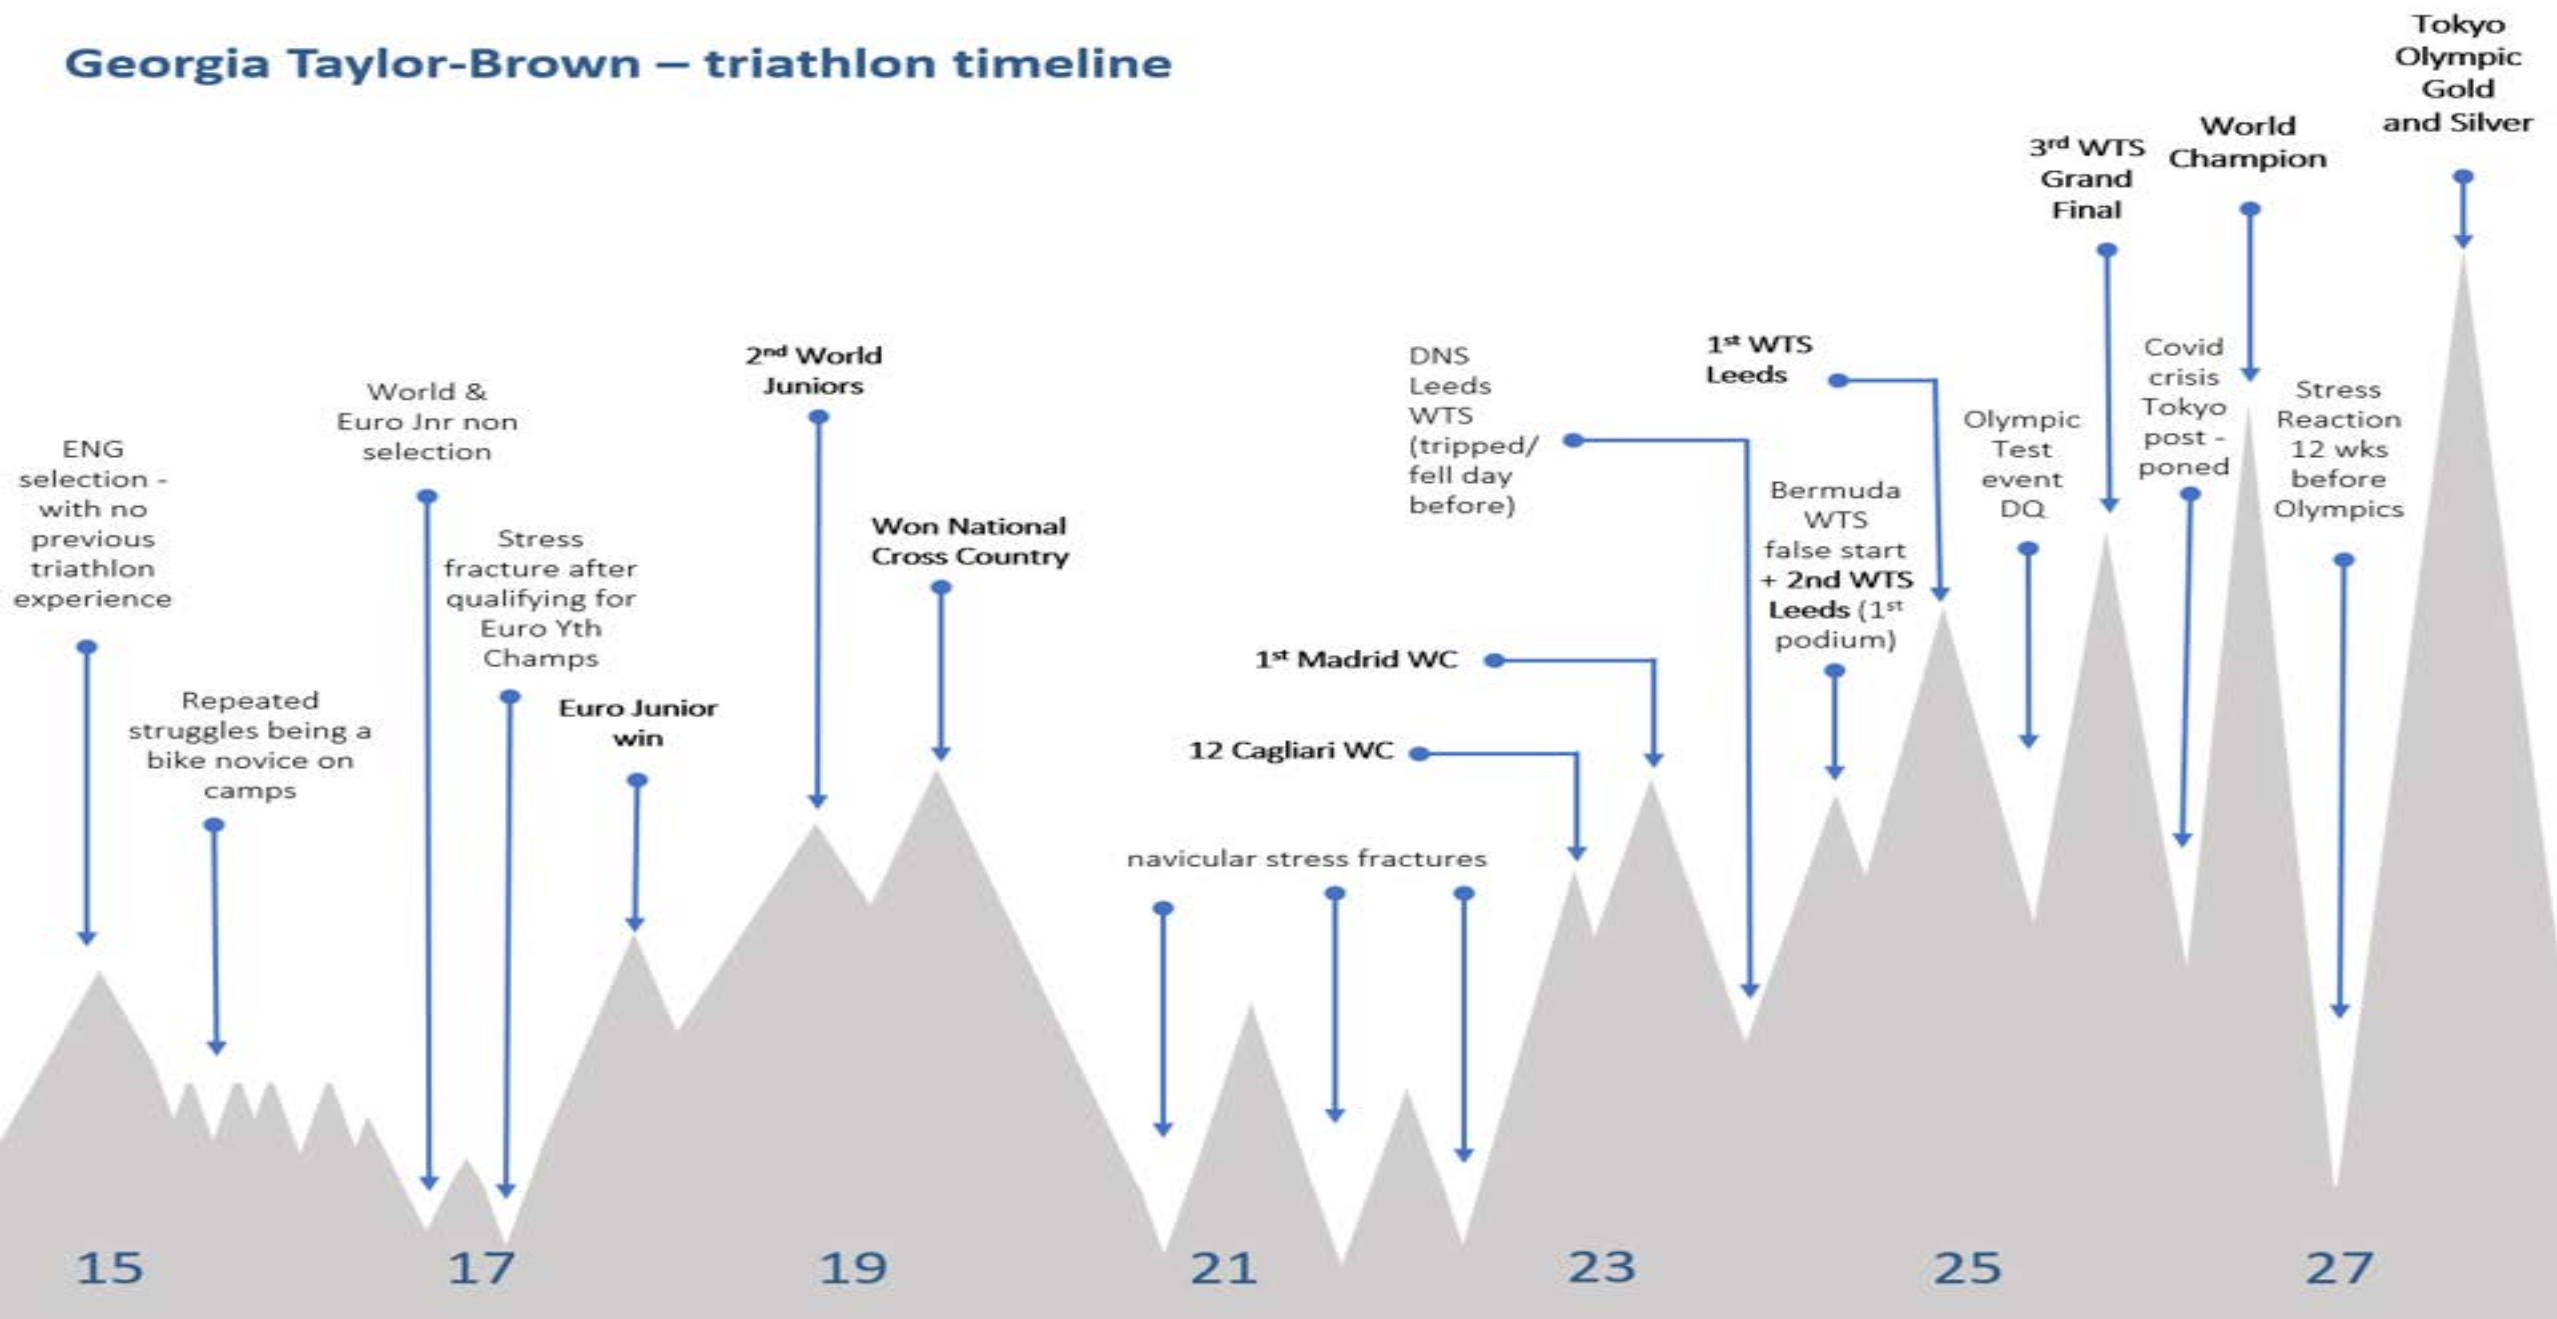 Georgia Taylor-Brown – triathlon timeline
ENG
selection -
with no
previous
triathlon
experience
Repeated
struggles being a
bike novice on
camps
World &
Euro Jnr non
selection
Stress
fracture after
qualifying for
Euro Yth
Champs
Euro Junior
win
2nd World
Juniors
Won National
Cross Country
navicular stress fractures
12 Cagliari WC
1st Madrid WC
DNS
Leeds
WTS
(tripped/
fell day
before)
1st WTS
Leeds
Bermuda
WTS
false start
+ 2nd WTS
Leeds (1st
podium)
Olympic
Test
event
DQ
3rd WTS
Grand
Final
Covid
crisis
Tokyo
post -
poned
World
Champion
Stress
Reaction
12 wks
before
Olympics
Tokyo
Olympic
Gold
and Silver
15
17
19
21
23
25
27